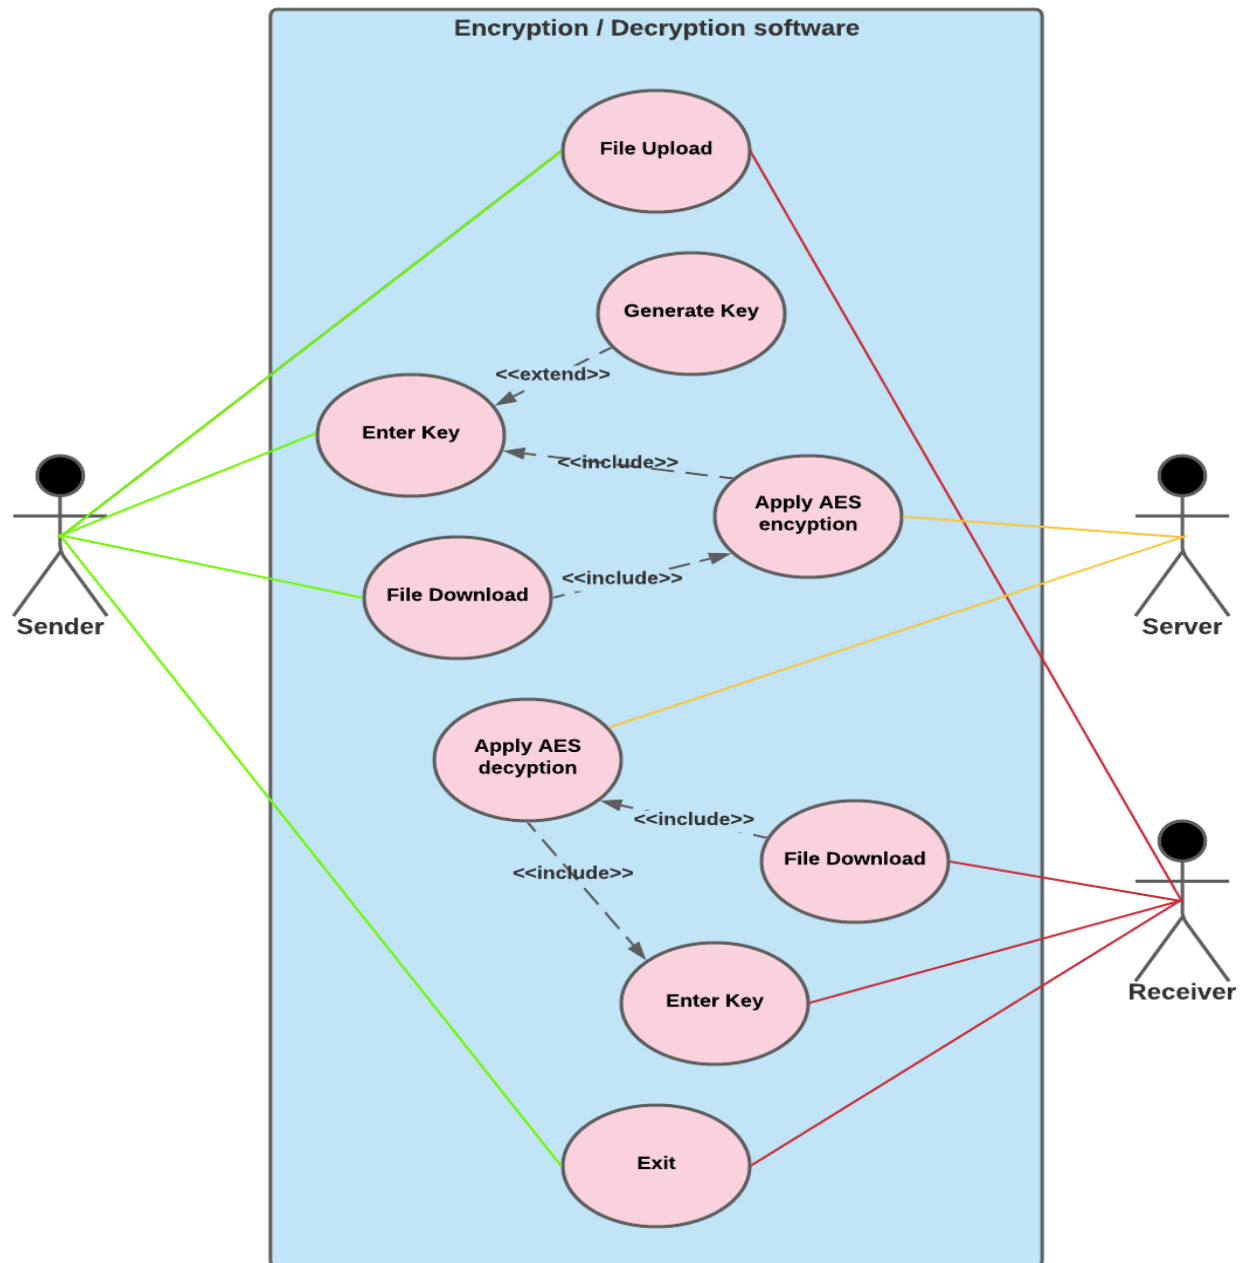 Encryption / Decryption software
File Upload
Generate Key
<<extend>>
Enter Key
<<include>>
Apply AES
encyption
<<include>>
File Download
Sender
Server
Apply AES
decyption
<<include>>
File Download
<<include>>
Receiver
Enter Key
Exit